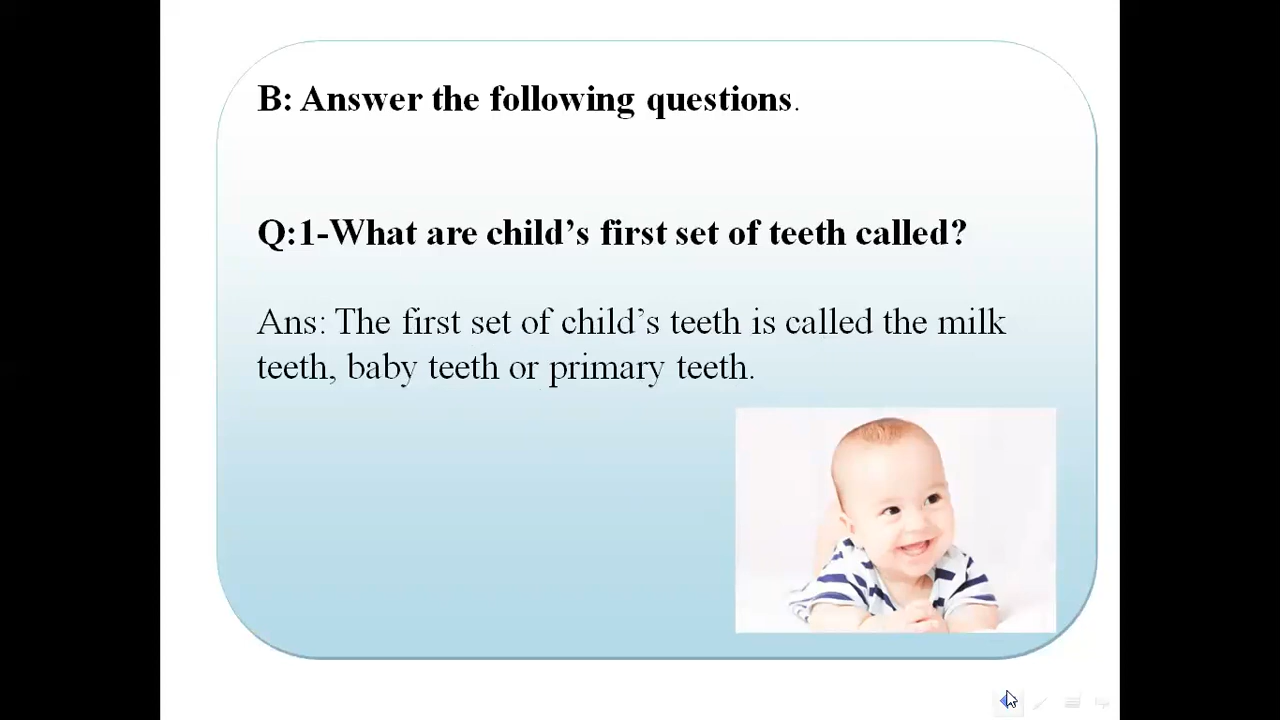 B: Answer the following questions.
Q:1-What are child’s first set of teeth called?
Ans: The first set of child’s teeth is called the milk
teeth, baby teeth or primary teeth.